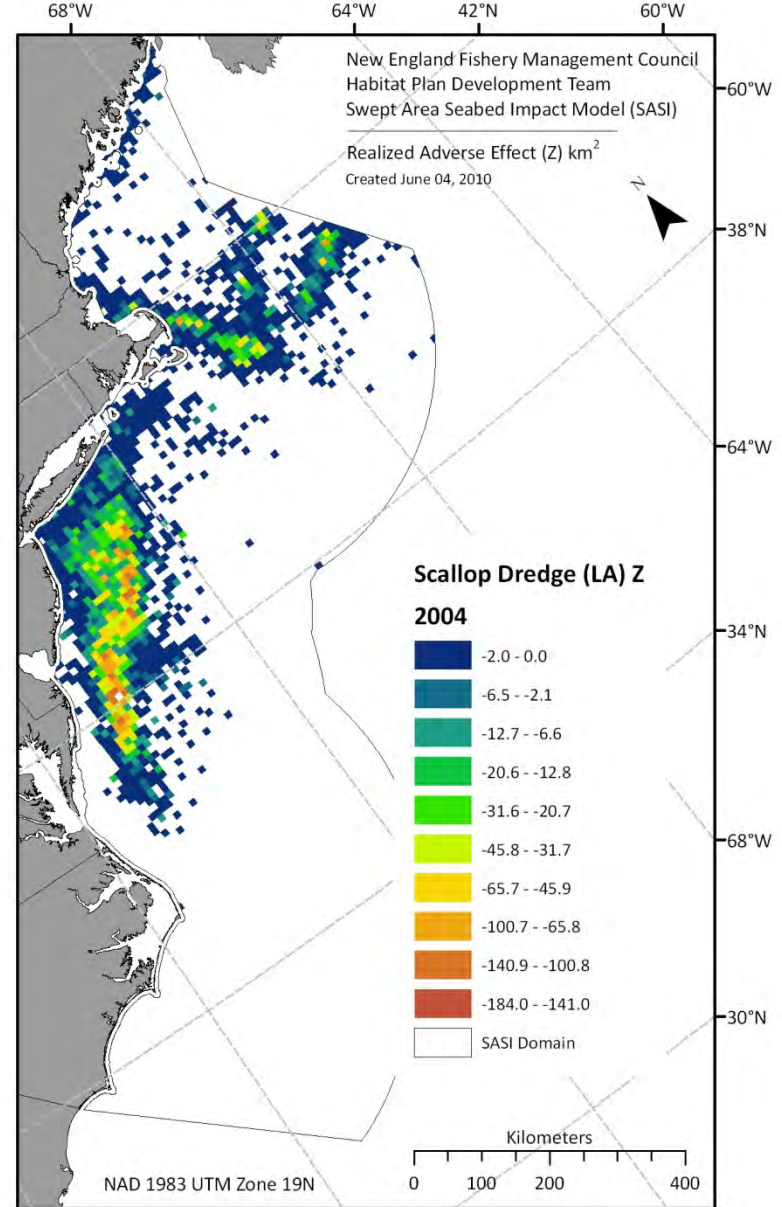 68°W 64°W 42°N 60°W
New England Fishery Management Council
Habitat Plan Development Team
Swept Area Seabed Impact Model (SASI)
Realized Adverse Effect (Z) km²
Created June 04, 2010
N
60°W
38°N
64°W
34°N
68°W
30°N
Scallop Dredge (LA) Z
2004
-2.0 - 0.0
-6.5 - -2.1
-12.7 - -6.6
-20.6 - -12.8
-31.6 - -20.7
-45.8 - -31.7
-65.7 - -45.9
-100.7 - -65.8
-140.9 - -100.8
-184.0 - -141.0
SASI Domain
Kilometers
0 100 200 400
NAD 1983 UTM Zone 19N